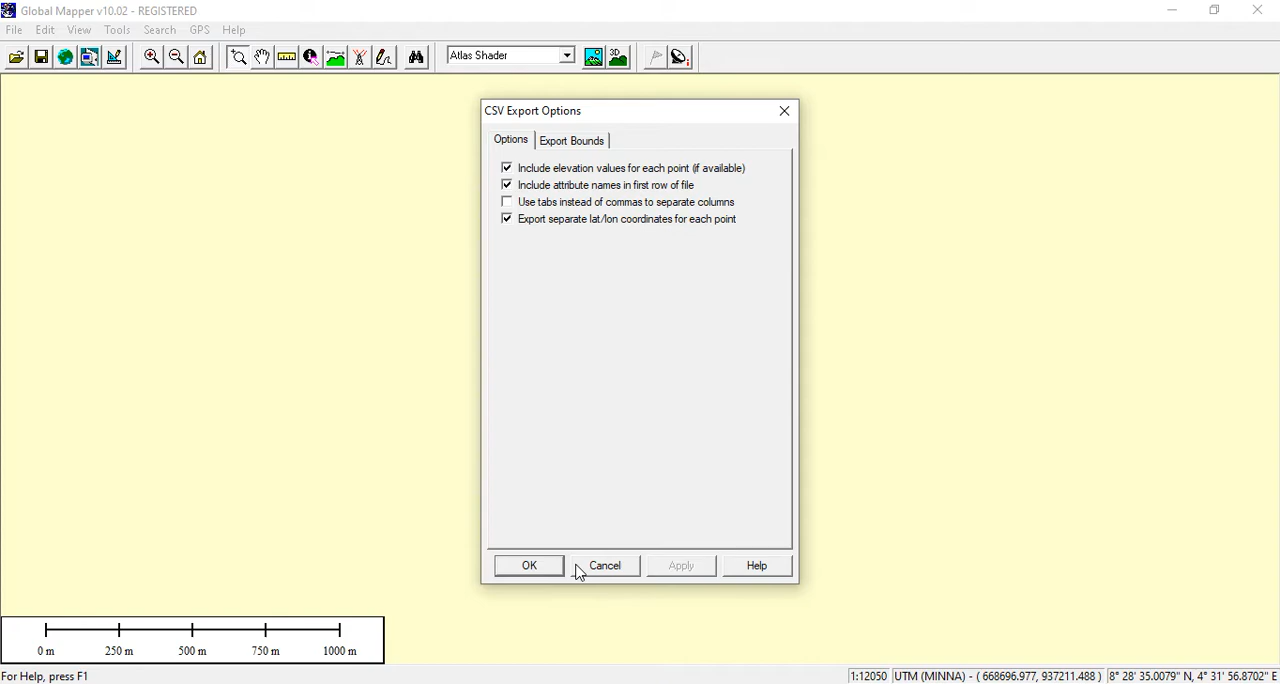 Global Mapper v10.02 - REGISTERED
File Edit View Tools Search GPS Help
Atlas Shader
3D
CSV Export Options
Options Export Bounds
Include elevation values for each point (if available)
Include attribute names in first row of file
Use tabs instead of commas to separate columns
Export separate lat/lon coordinates for each point
OK Cancel Apply Help
0 m 250 m 500 m 750 m 1000 m
For Help, press F1
1:12050 UTM (MINNA) - ( 668696.977, 937211.488 ) 8° 28' 35.0079" N, 4° 31' 56.8702" E